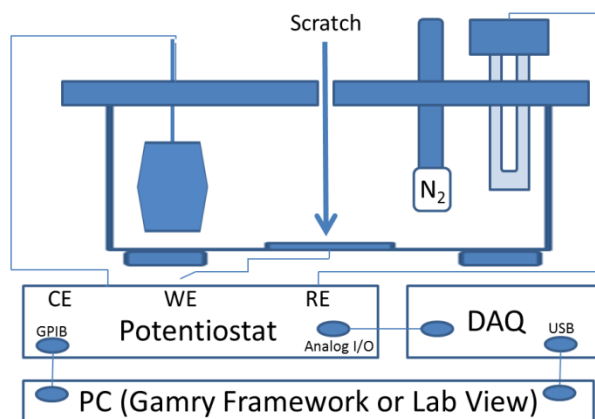 Scratch
N2
CE WE RE
GPIB Potentiostat Analog I/O DAQ USB
PC (Gamry Framework or Lab View)